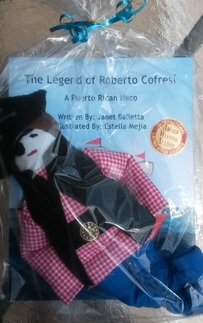 The Legend of Roberto Cofresí
A Puerto Rican Hero
Written By: Janet Balletta
Illustrated By: Estella Mejia